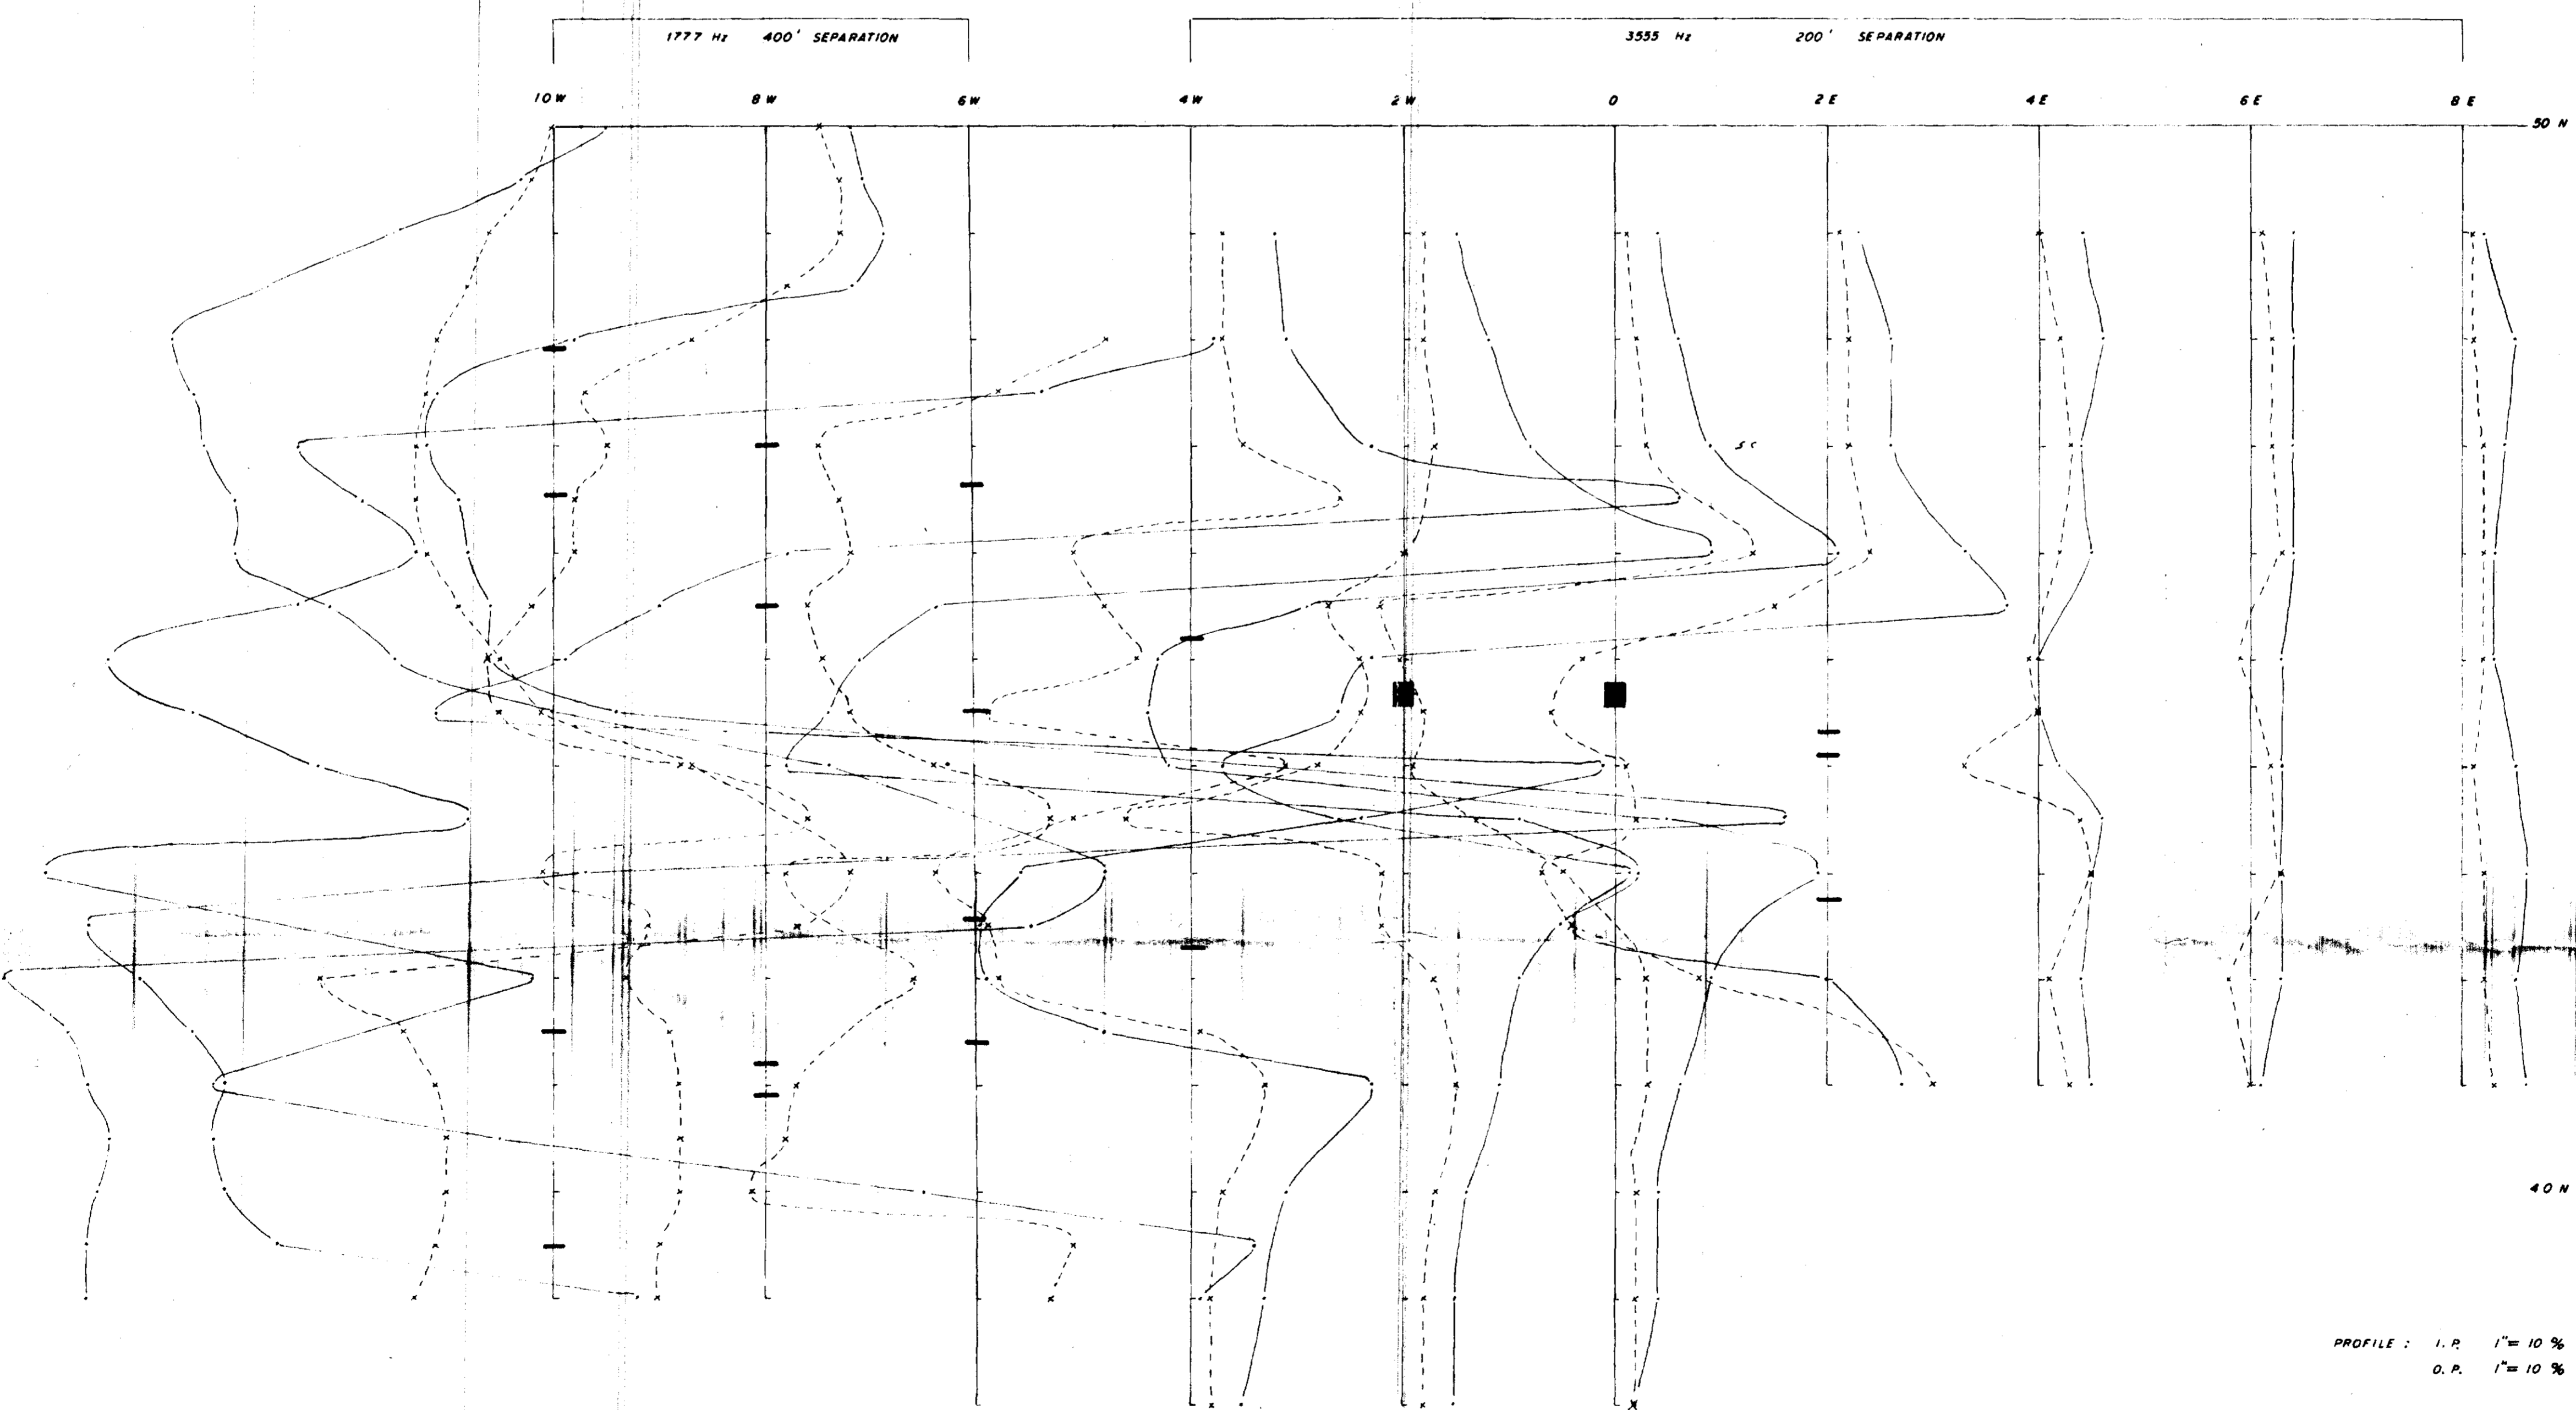 1777 Hz 400' SEPARATION
3555 Hz 200' SEPARATION
10 W 8 W 6 W 4 W 2 W 0 2 E 4 E 6 E 8 E
50 N
S C
40 N
PROFILE : I. P. 1" = 10 %
O. P. 1" = 10 %